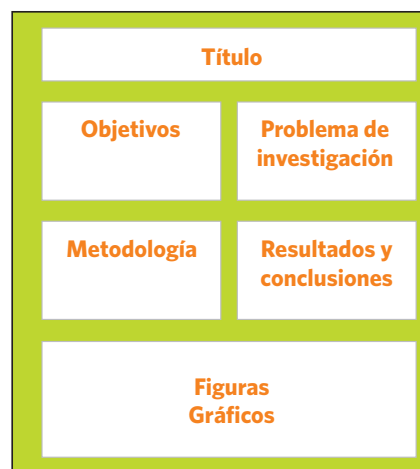 Título
Objetivos
Problema de
investigación
Metodología
Resultados y
conclusiones
Figuras
Gráficos